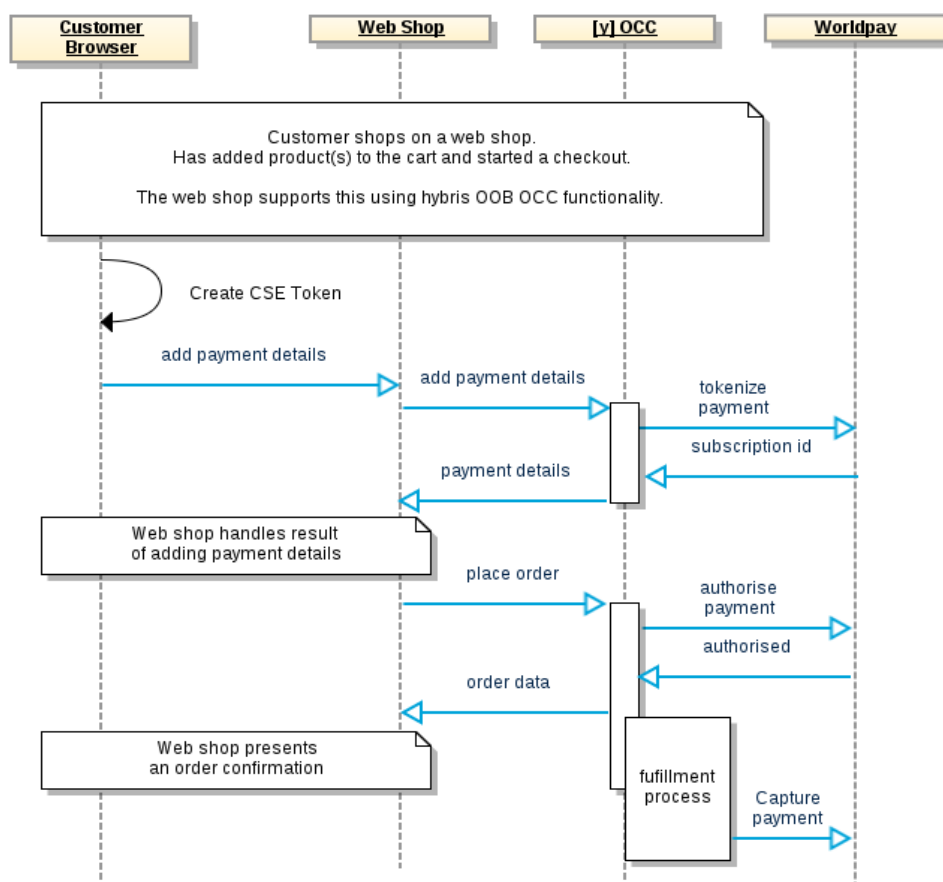 Customer
Browser
Web Shop
[y] OCC
Worldpay
Customer shops on a web shop.
Has added product(s) to the cart and started a checkout.
The web shop supports this using hybris OOB OCC functionality.
Create CSE Token
add payment details
add payment details
tokenize
payment
subscription id
payment details
Web shop handles result
of adding payment details
place order
authorise
payment
authorised
order data
Web shop presents
an order confirmation
fufillment
process
Capture
payment